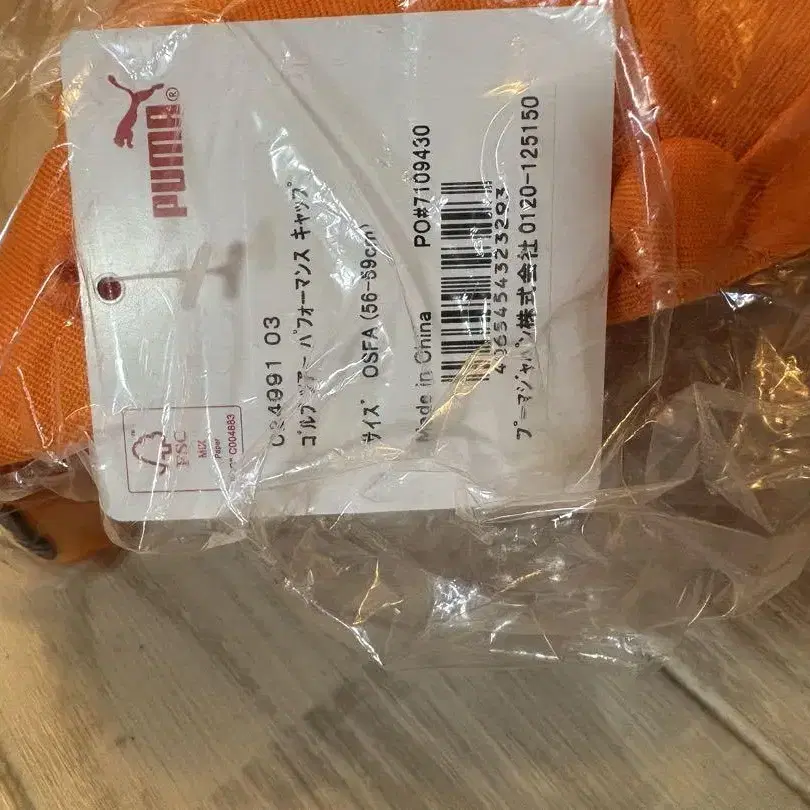 PUMA®
024991 03
ゴルフ ツアー パフォーマンス キャップ
サイズ OSFA (56-59cm)
Made in China PO#7109430
プーマジャパン株式会社 0120-125150
FSC
MIX
Paper
C004883